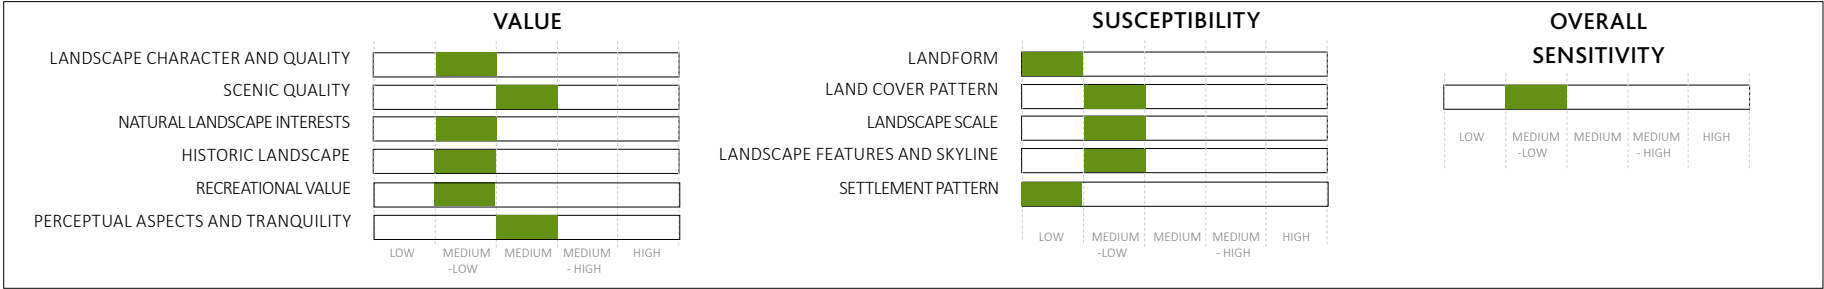 VALUE
LANDSCAPE CHARACTER AND QUALITY
SCENIC QUALITY
NATURAL LANDSCAPE INTERESTS
HISTORIC LANDSCAPE
RECREATIONAL VALUE
PERCEPTUAL ASPECTS AND TRANQUILITY
LOW MEDIUM MEDIUM MEDIUM HIGH
-LOW - HIGH
SUSCEPTIBILITY
LANDFORM
LAND COVER PATTERN
LANDSCAPE SCALE
LANDSCAPE FEATURES AND SKYLINE
SETTLEMENT PATTERN
LOW MEDIUM MEDIUM MEDIUM HIGH
-LOW - HIGH
OVERALL
SENSITIVITY
LOW MEDIUM MEDIUM MEDIUM HIGH
-LOW - HIGH